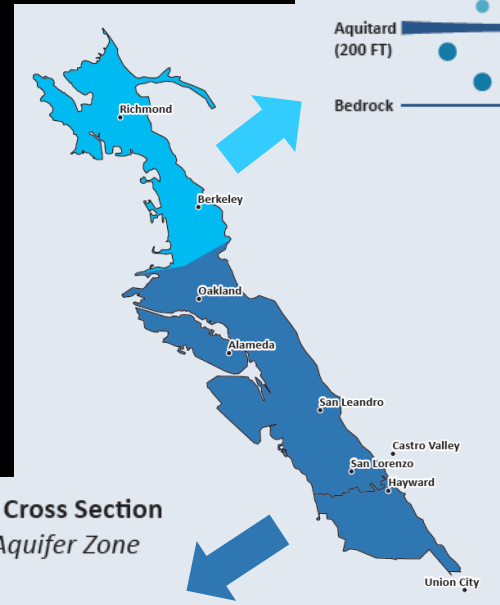 Aquitard
(200 FT)
Bedrock
Richmond
Berkeley
Oakland
Alameda
San Leandro
Castro Valley
San Lorenzo
Hayward
Cross Section
Aquifer Zone
Union City